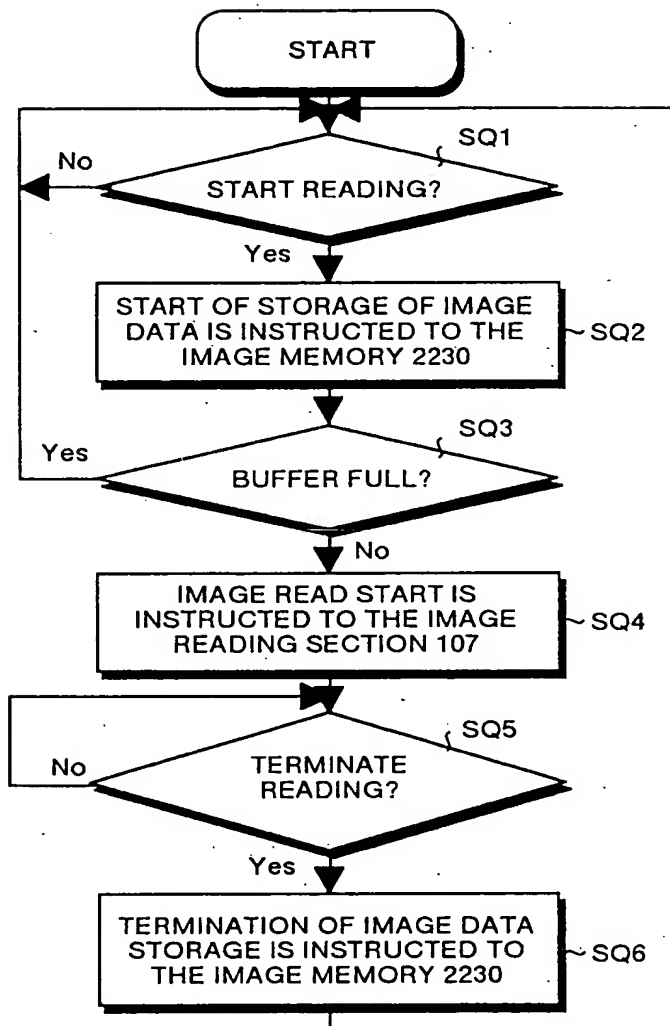 START
SQ1
No
START READING?
Yes
START OF STORAGE OF IMAGE
DATA IS INSTRUCTED TO THE
IMAGE MEMORY 2230
SQ2
SQ3
Yes
BUFFER FULL?
No
IMAGE READ START IS
INSTRUCTED TO THE IMAGE
READING SECTION 107
SQ4
SQ5
No
TERMINATE
READING?
Yes
TERMINATION OF IMAGE DATA
STORAGE IS INSTRUCTED TO
THE IMAGE MEMORY 2230
SQ6